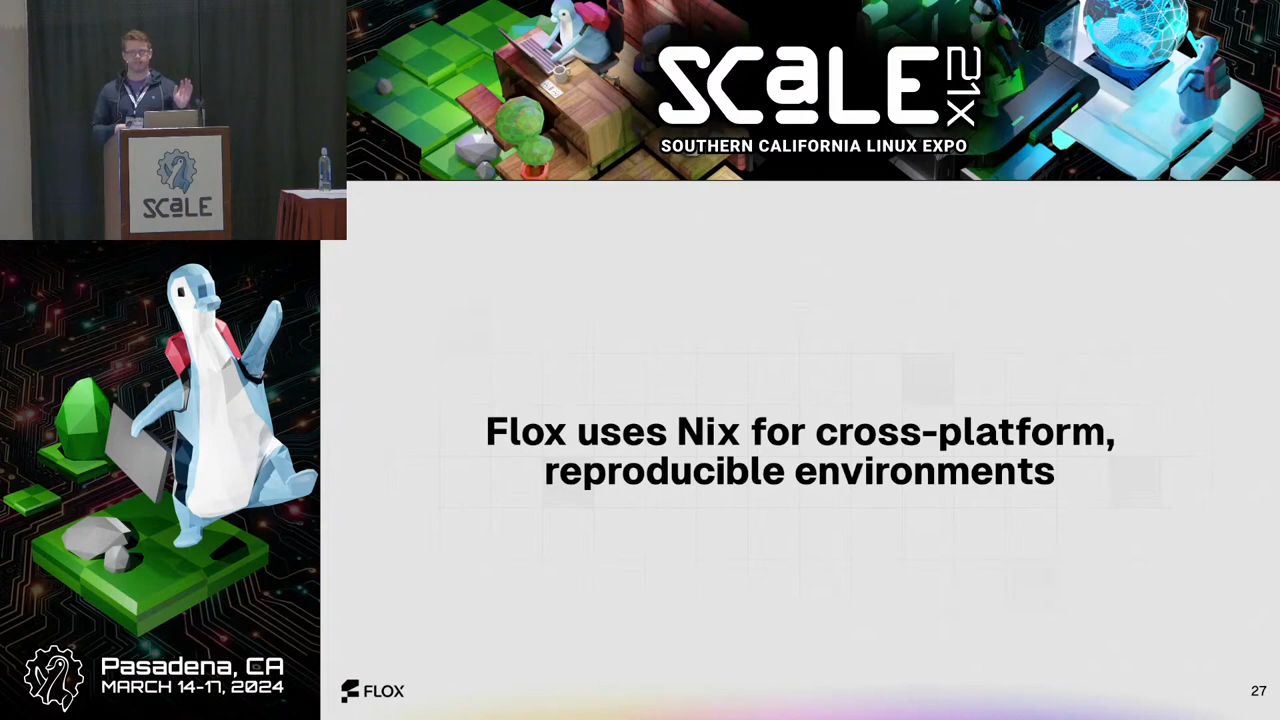 SCALE 21x
SOUTHERN CALIFORNIA LINUX EXPO
SCALE
Flox uses Nix for cross-platform,
reproducible environments
Pasadena, CA
MARCH 14-17, 2024
FLOX
27